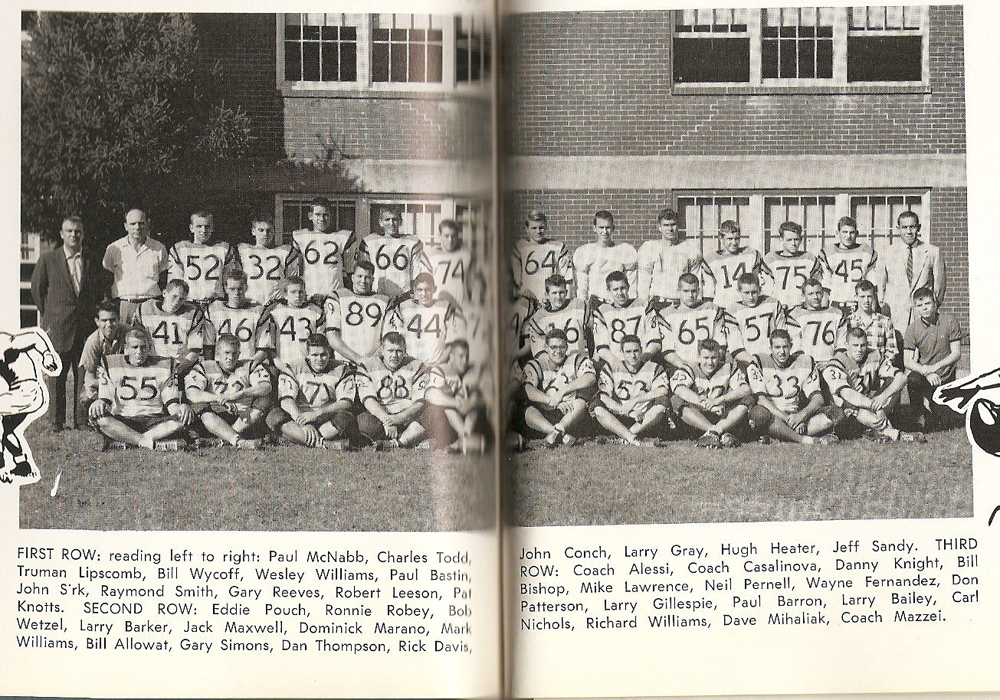 52
32
62
66
74
64
14
75
45
41
46
43
89
44
16
87
65
57
76
55
71
88
53
33
31
FIRST ROW: reading left to right: Paul McNabb, Charles Todd,
Truman Lipscomb, Bill Wycoff, Wesley Williams, Paul Bastin,
John S'rk, Raymond Smith, Gary Reeves, Robert Leeson, Pat
Knotts. SECOND ROW: Eddie Pouch, Ronnie Robey, Bob
Wetzel, Larry Barker, Jack Maxwell, Dominick Marano, Mark
Williams, Bill Allowat, Gary Simons, Dan Thompson, Rick Davis,
John Conch, Larry Gray, Hugh Heater, Jeff Sandy. THIRD
ROW: Coach Alessi, Coach Casalinova, Danny Knight, Bill
Bishop, Mike Lawrence, Neil Pernell, Wayne Fernandez, Don
Patterson, Larry Gillespie, Paul Barron, Larry Bailey, Carl
Nichols, Richard Williams, Dave Mihaliak, Coach Mazzei.